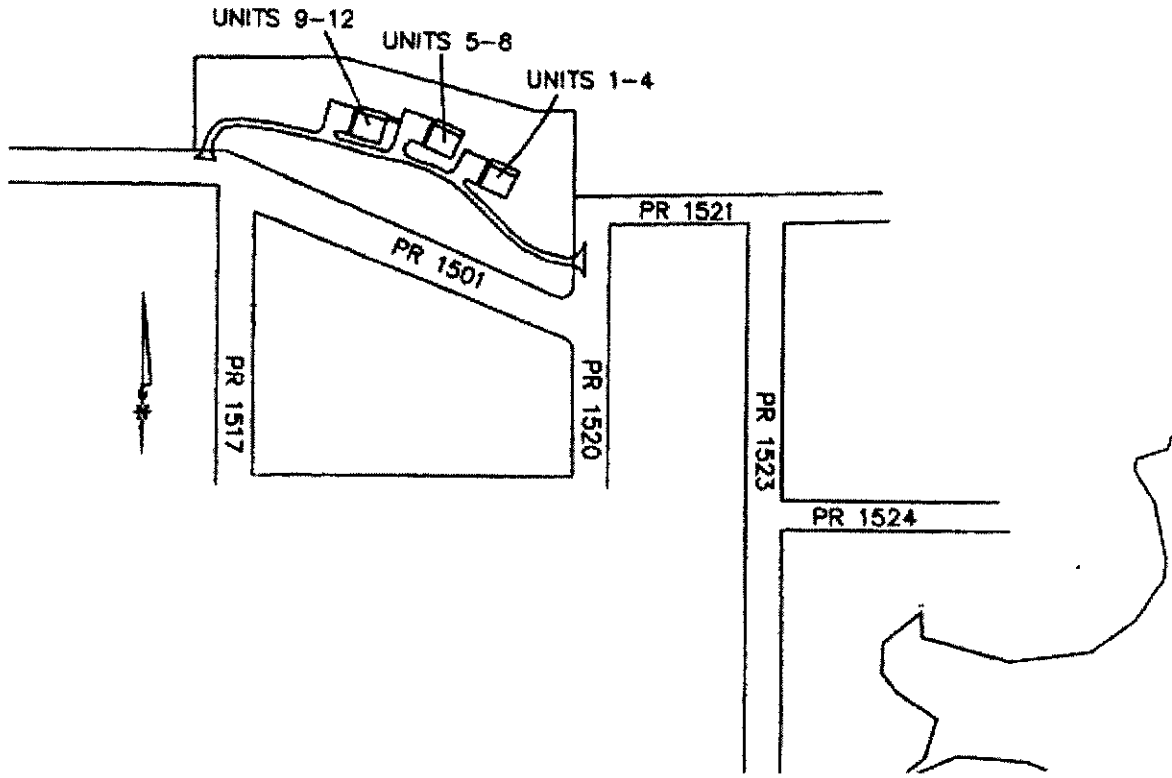 UNITS 9-12
UNITS 5-8
UNITS 1-4
PR 1521
PR 1501
PR 1517
PR 1520
PR 1523
PR 1524